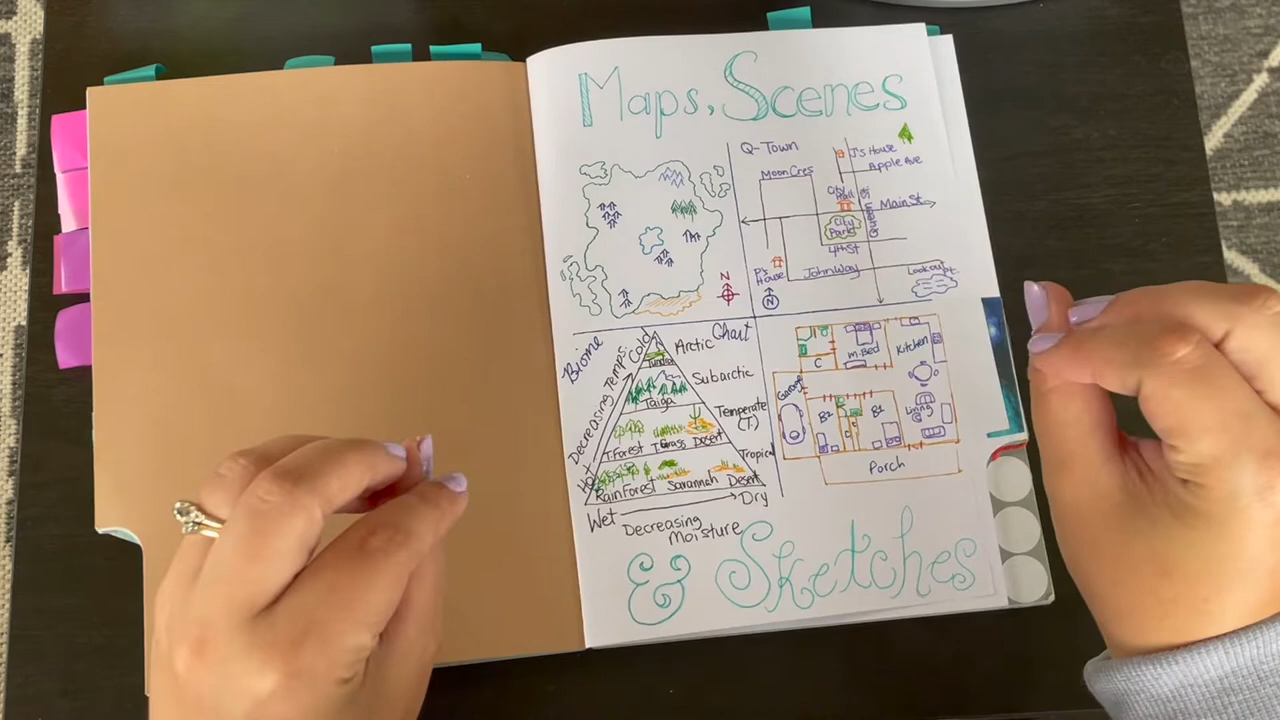 Maps, Scenes
Q-Town
J's House
Apple Ave
Moon Cres
City Hall
Main St
City Park
4th St
P's House
John Way
Lookout Pt.
N
N
Biome Chart
Decreasing Temps.
Cold
Hot
Arctic
Tundra
Subarctic
Taiga
Temperate
(T.)
T. Forest T. Grass Desert
Tropical
Rainforest Savannah Desert
Wet Dry
Decreasing
Moisture
C
M. Bed
Kitchen
Garage
B2
B1
C
Living
Porch
& Sketches